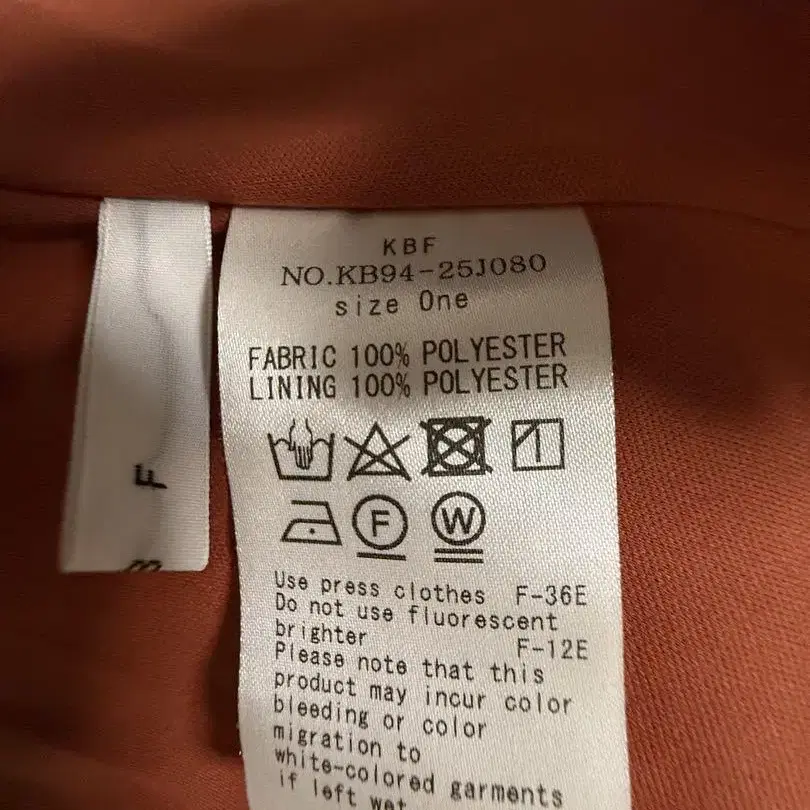 KBF
NO.KB94-25J080
size One
FABRIC 100% POLYESTER
LINING 100% POLYESTER
F
W
Use press clothes F-36E
Do not use fluorescent
brighter F-12E
Please note that this
product may incur color
bleeding or color
migration to
white-colored garments
if left wet
F